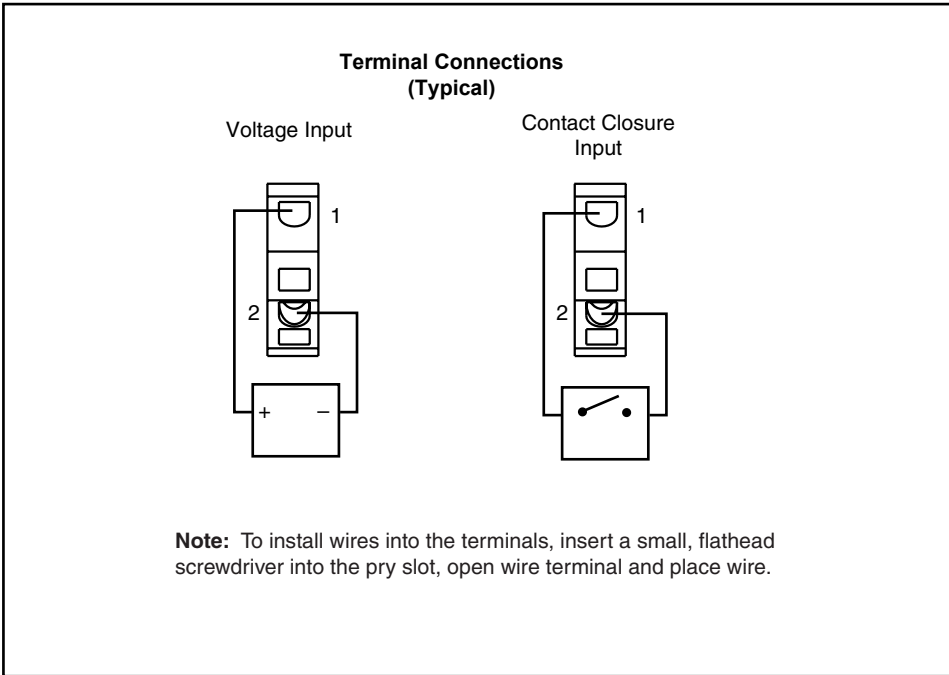 Terminal Connections
(Typical)
Voltage Input
Contact Closure
Input
1
2
+ −
1
2
Note: To install wires into the terminals, insert a small, flathead
screwdriver into the pry slot, open wire terminal and place wire.